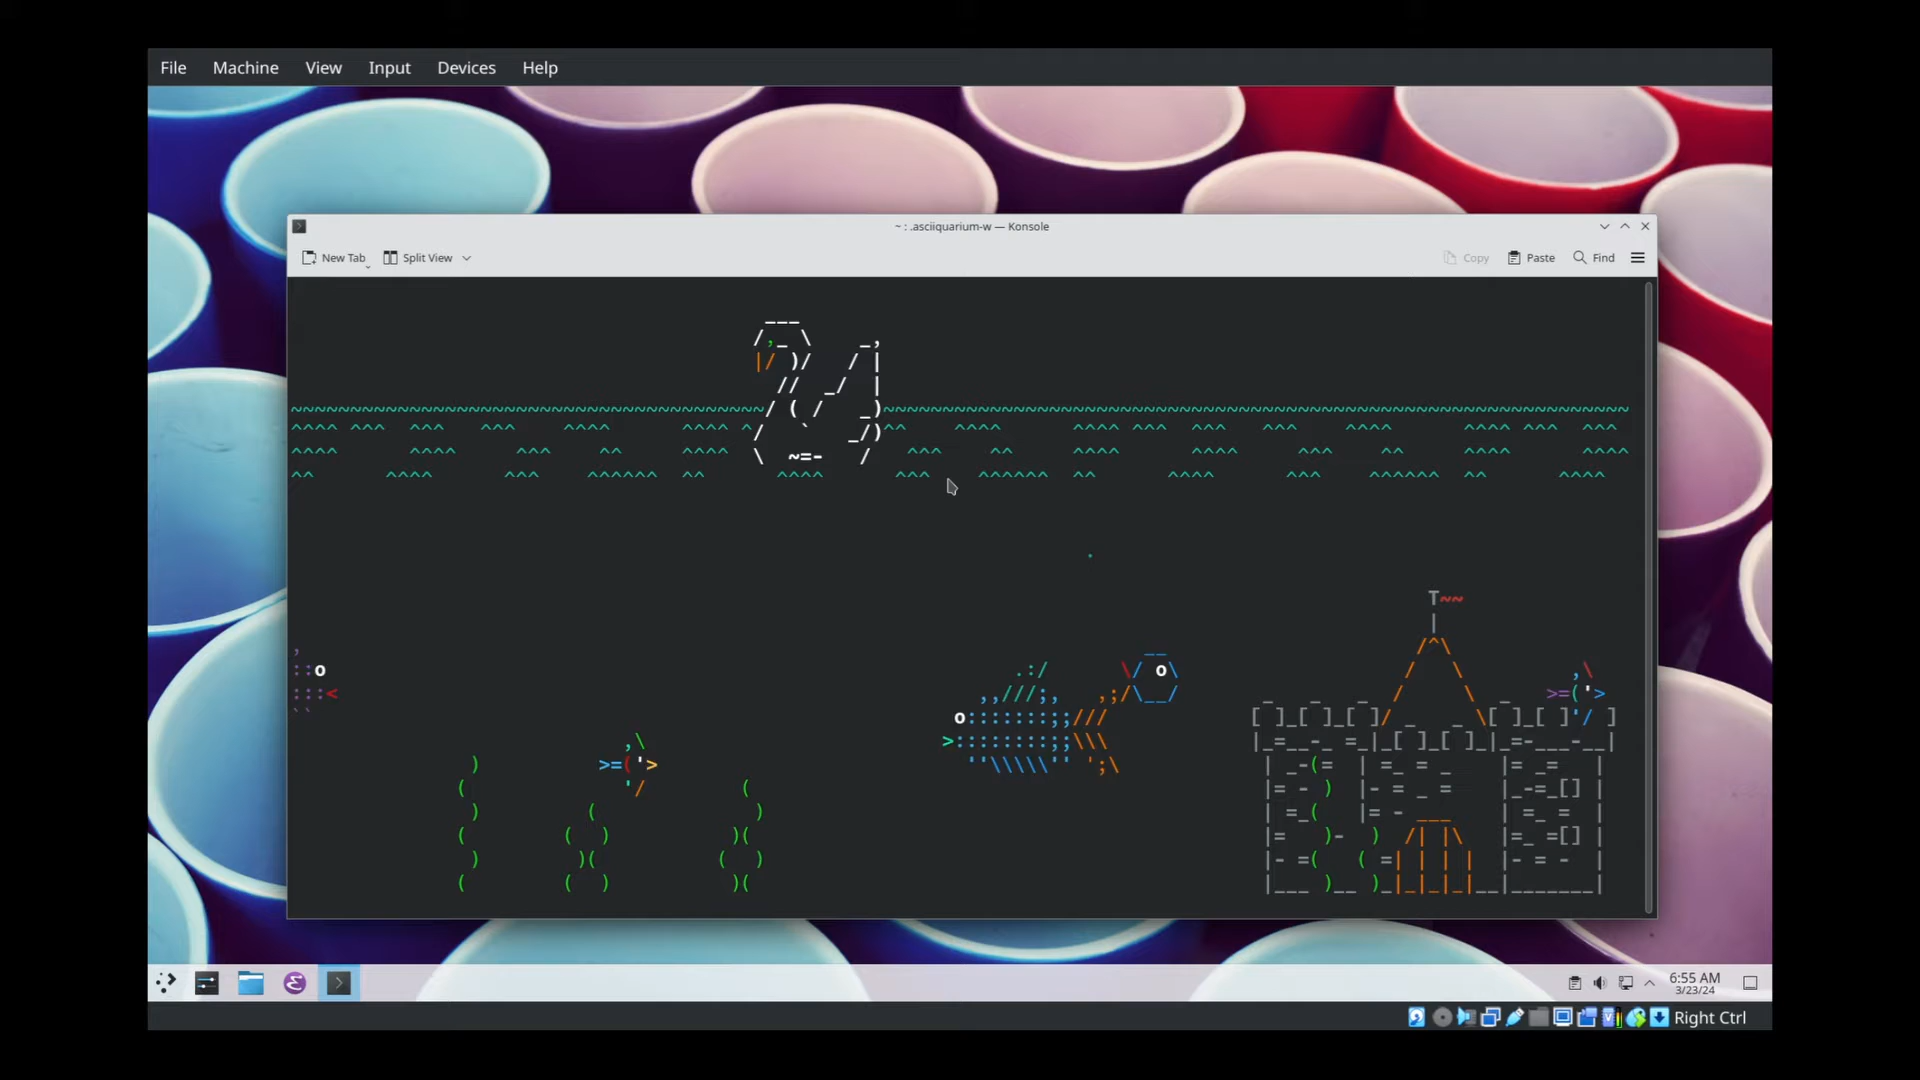 File Machine View Input Devices Help
~ : .asciiquarium-w — Konsole
New Tab Split View Copy Paste Find
6:55 AM
3/23/24
Right Ctrl